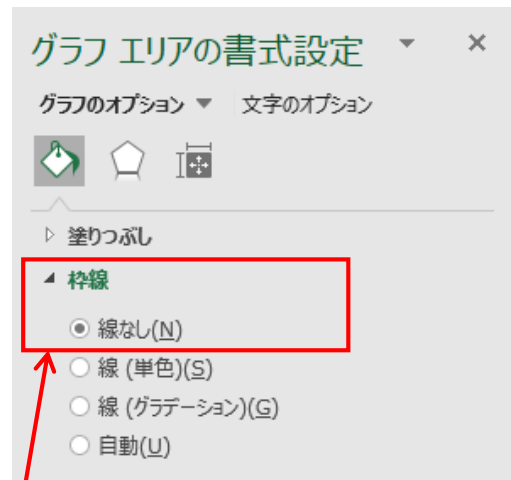 グラフ エリアの書式設定
グラフのオプション 文字のオプション
塗りつぶし
枠線
線なし(N)
線 (単色)(S)
線 (グラデーション)(G)
自動(U)